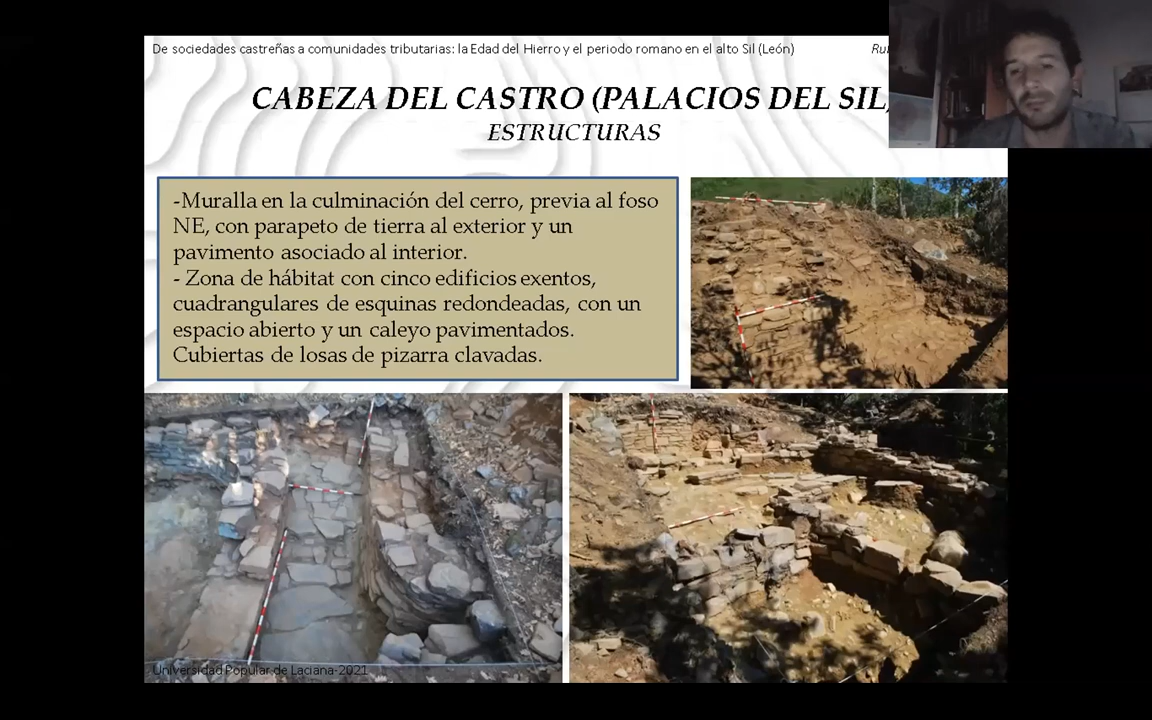 De sociedades castreñas a comunidades tributarias: la Edad del Hierro y el periodo romano en el alto Sil (León)
CABEZA DEL CASTRO (PALACIOS DEL SIL)
ESTRUCTURAS
-Muralla en la culminación del cerro, previa al foso
NE, con parapeto de tierra al exterior y un
pavimento asociado al interior.
- Zona de hábitat con cinco edificios exentos,
cuadrangulares de esquinas redondeadas, con un
espacio abierto y un caleyo pavimentados.
Cubiertas de losas de pizarra clavadas.
Universidad Popular de Laciana-2021